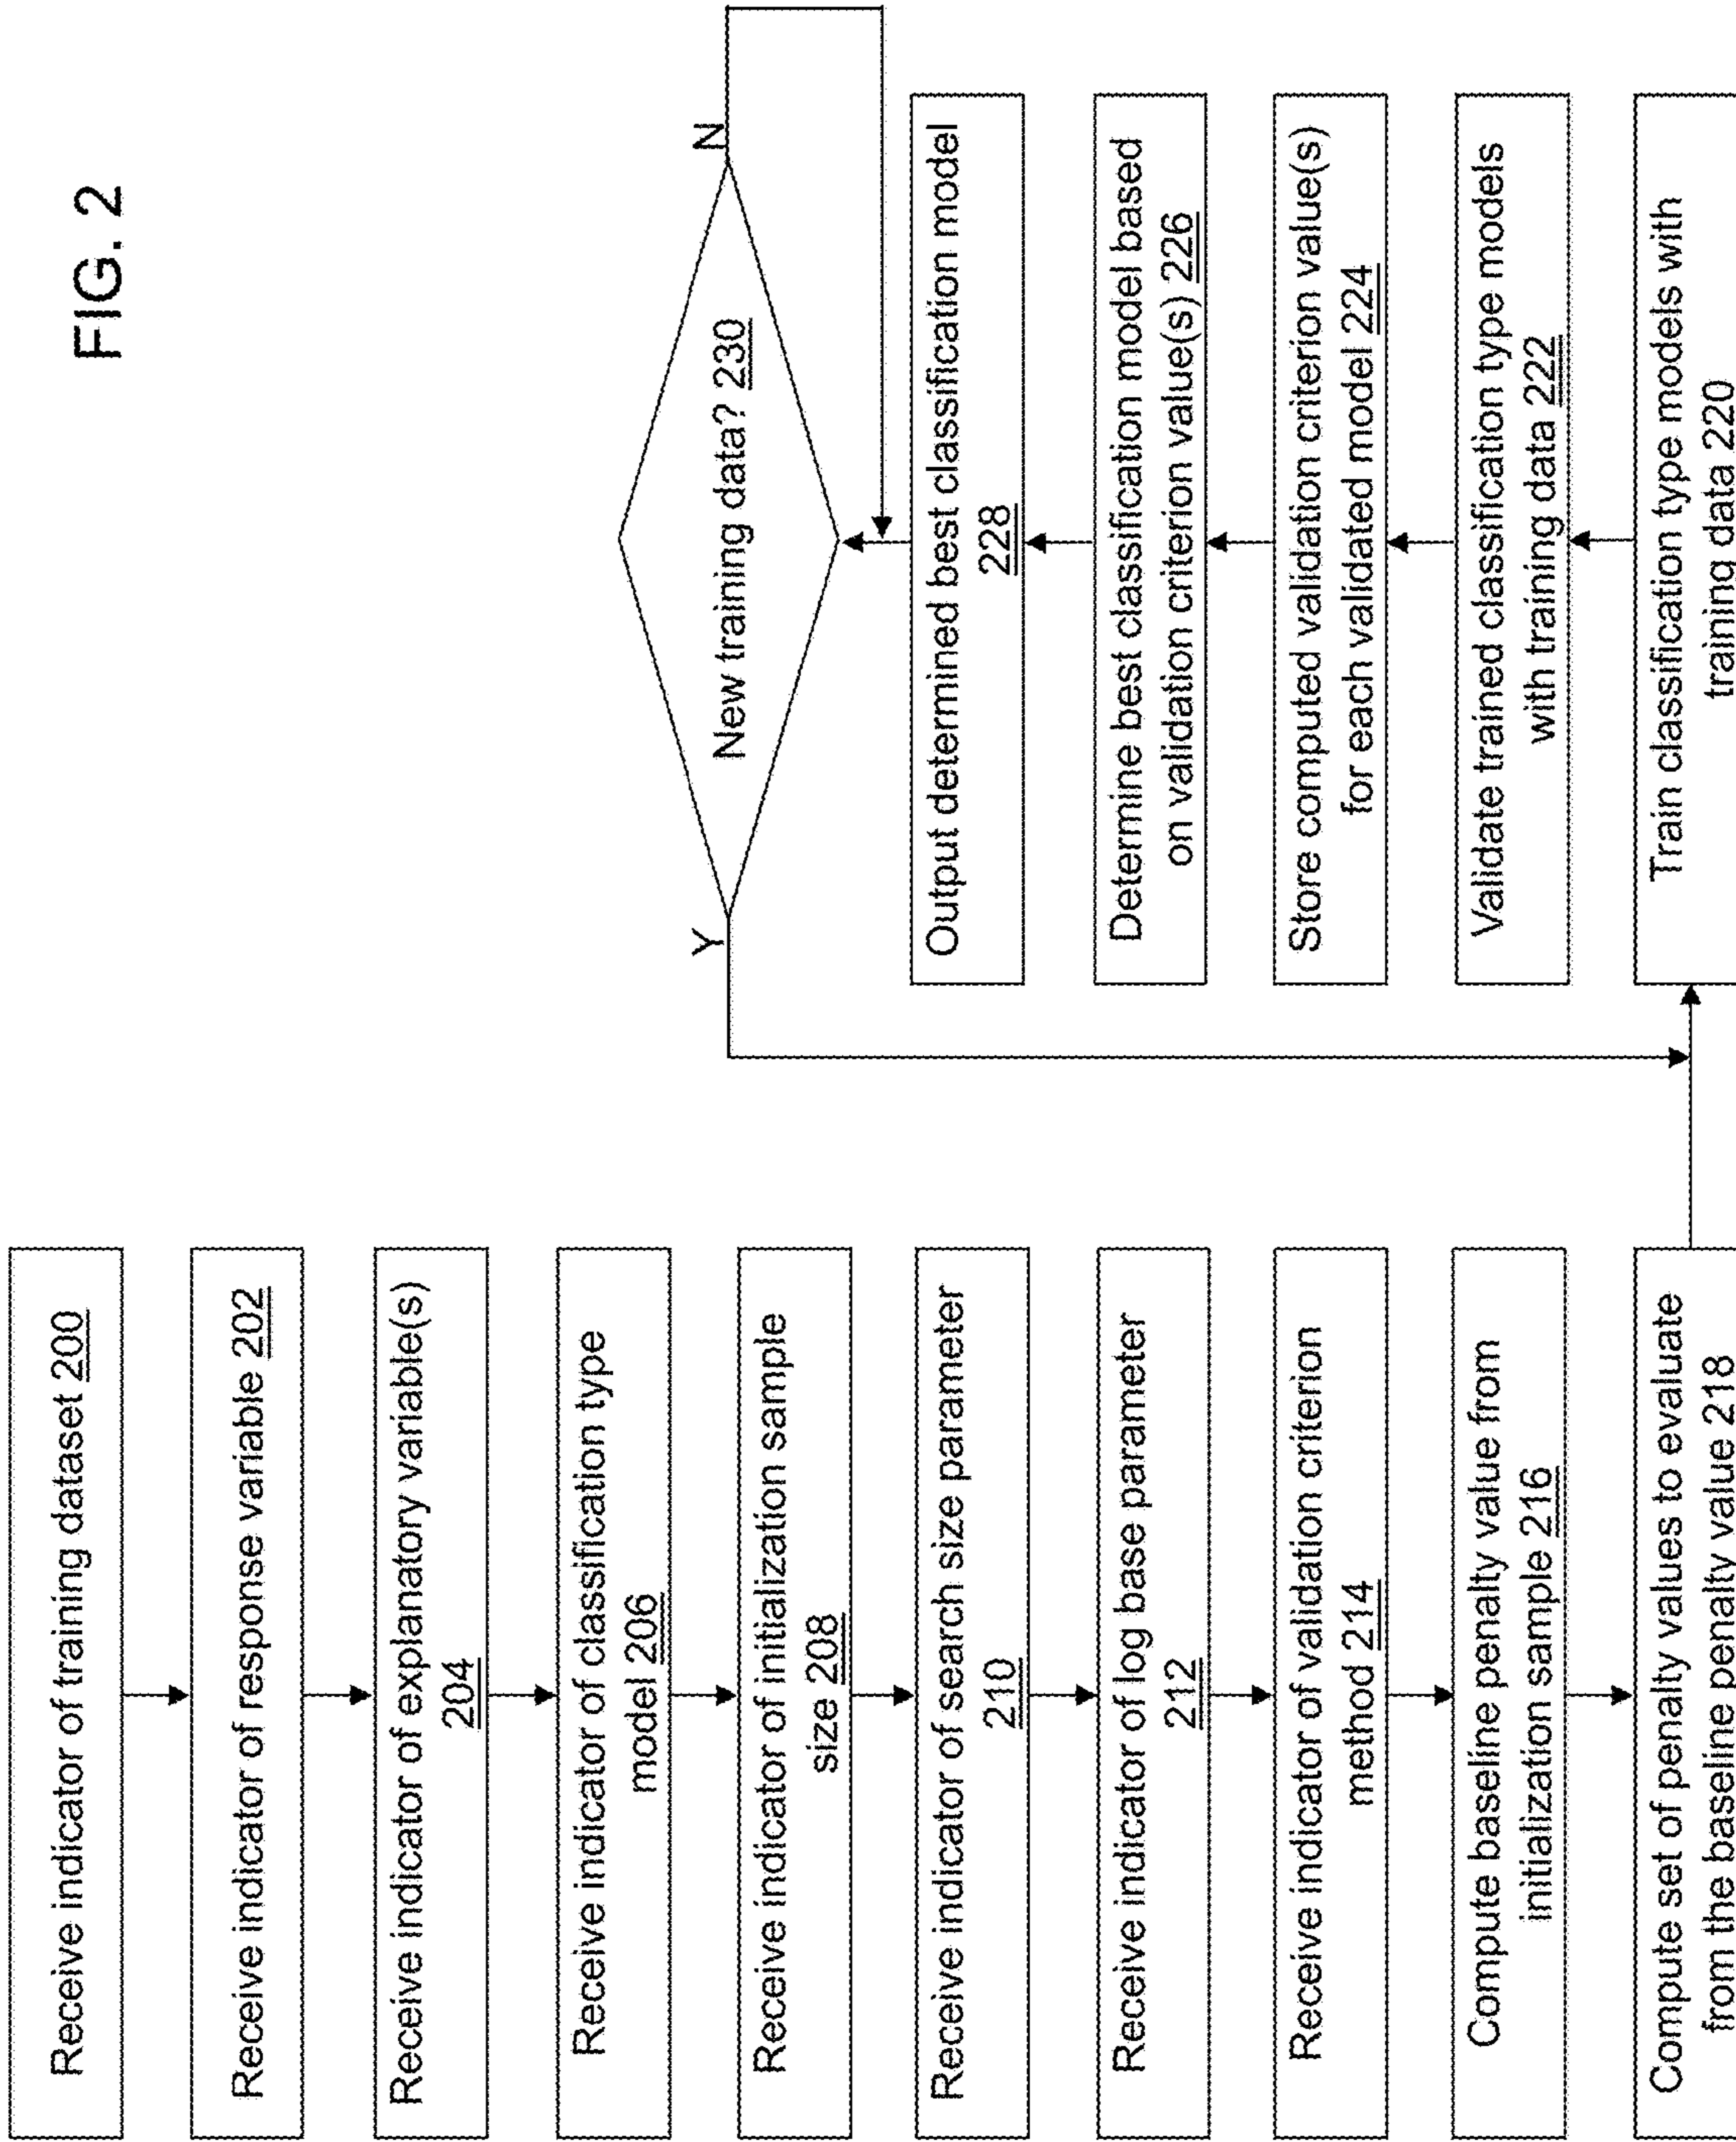 FIG. 2
Receive indicator of training dataset 200
Receive indicator of response variable 202
Receive indicator of explanatory variable(s)
204
Receive indicator of classification type
model 206
Receive indicator of initialization sample
size 208
Receive indicator of search size parameter
210
Receive indicator of log base parameter
212
Receive indicator of validation criterion
method 214
Compute baseline penalty value from
initialization sample 216
Compute set of penalty values to evaluate
from the baseline penalty value 218
Train classification type models with
training data 220
Validate trained classification type models
with training data 222
Store computed validation criterion value(s)
for each validated model 224
Determine best classification model based
on validation criterion value(s) 226
Output determined best classification model
228
New training data? 230
Y
N